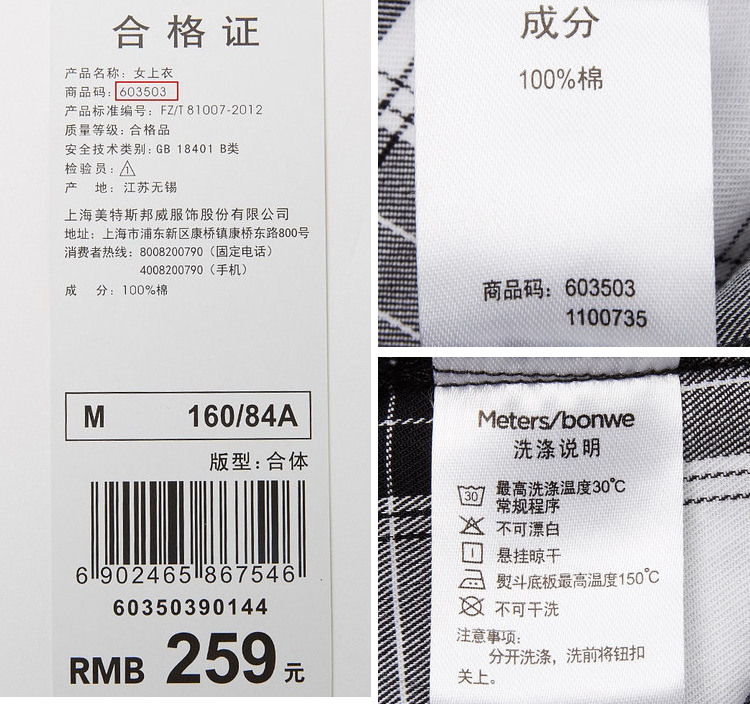 合格证
产品名称：女上衣
商品码：603503
产品标准编号：FZ/T 81007-2012
质量等级：合格品
安全技术类别：GB 18401 B类
检验员：1
产　地：江苏无锡
上海美特斯邦威服饰股份有限公司
地址：上海市浦东新区康桥镇康桥东路800号
消费者热线：8008200790（固定电话）
4008200790（手机）
成　分：100%棉
M 160/84A
版型：合体
6 902465 867546
60350390144
RMB 259元
成分
100%棉
商品码：603503
1100735
Meters/bonwe
洗涤说明
30 最高洗涤温度30℃
常规程序
不可漂白
悬挂晾干
熨斗底板最高温度150℃
不可干洗
注意事项：
分开洗涤，洗前将钮扣
关上。